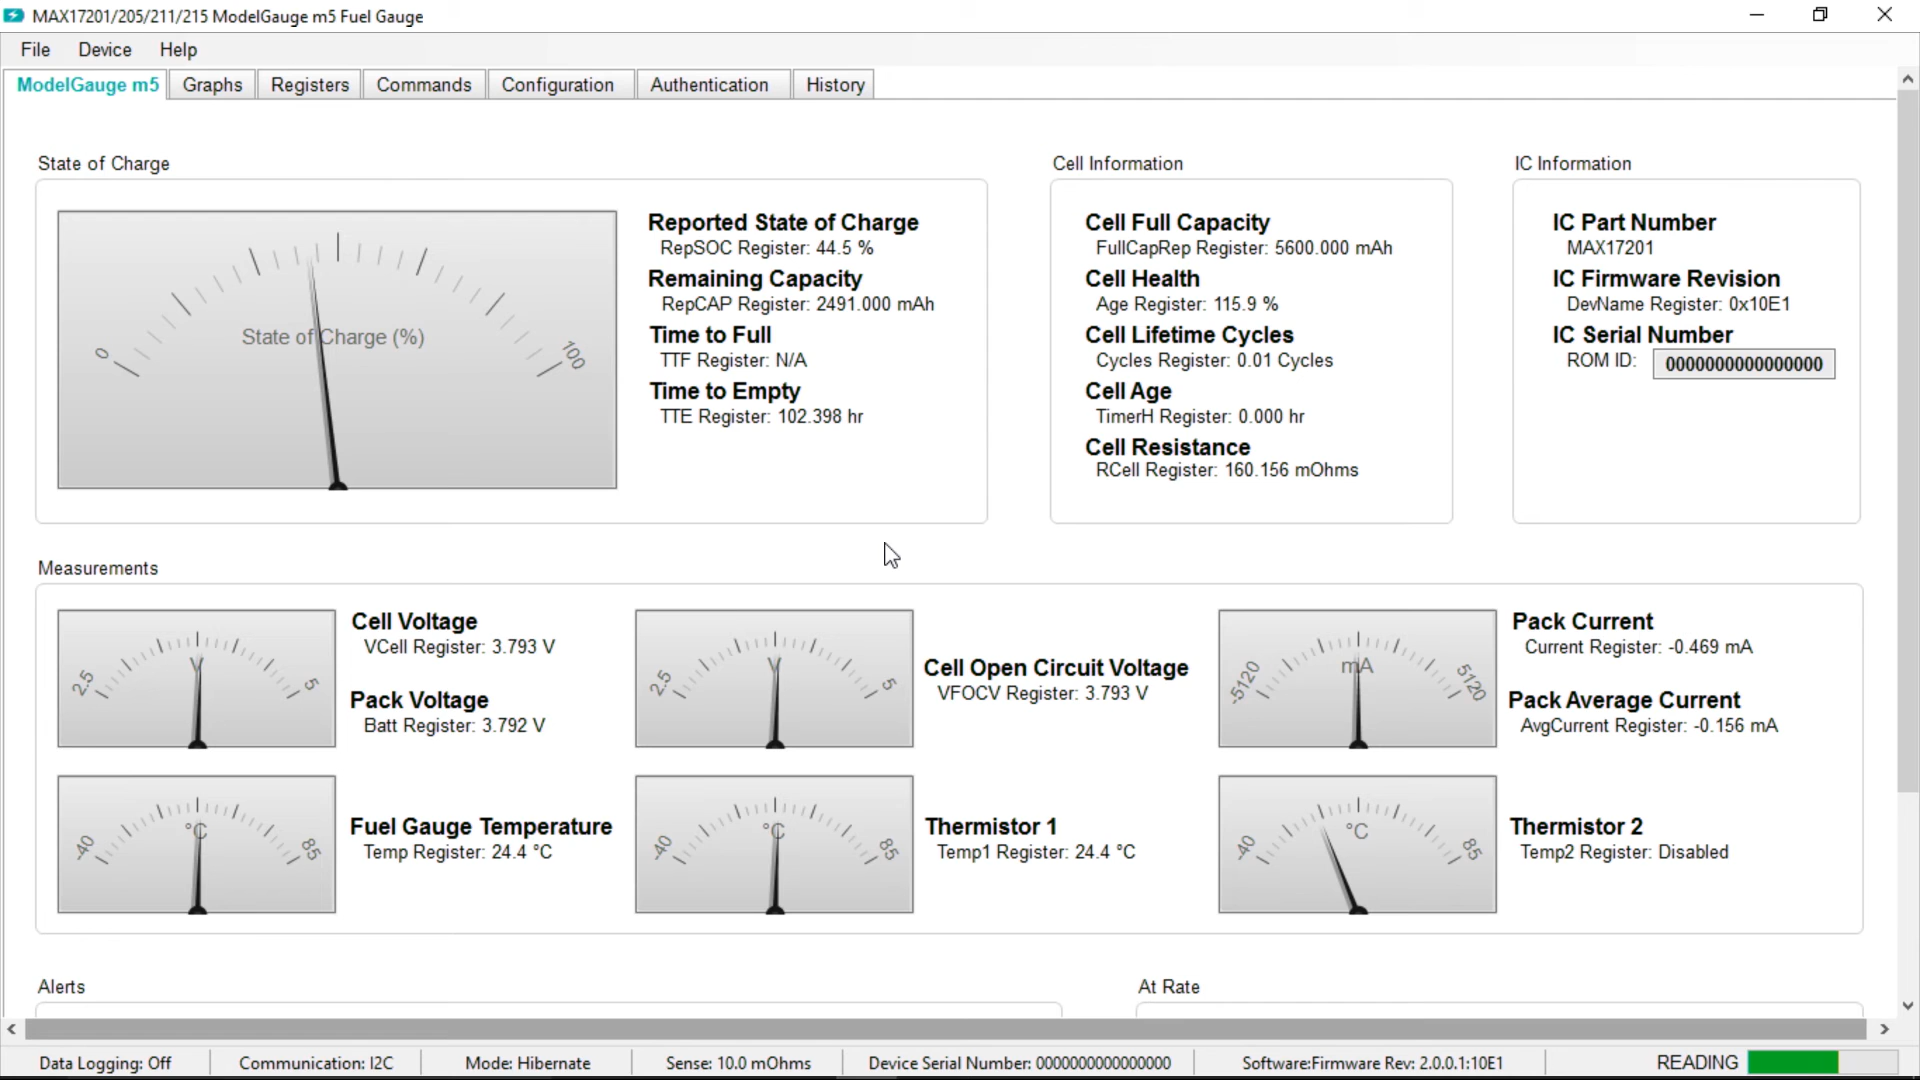 MAX17201/205/211/215 ModelGauge m5 Fuel Gauge
File Device Help
ModelGauge m5 Graphs Registers Commands Configuration Authentication History
State of Charge
0
100
State of Charge (%)
Reported State of Charge
RepSOC Register: 44.5 %
Remaining Capacity
RepCAP Register: 2491.000 mAh
Time to Full
TTF Register: N/A
Time to Empty
TTE Register: 102.398 hr
Cell Information
Cell Full Capacity
FullCapRep Register: 5600.000 mAh
Cell Health
Age Register: 115.9 %
Cell Lifetime Cycles
Cycles Register: 0.01 Cycles
Cell Age
TimerH Register: 0.000 hr
Cell Resistance
RCell Register: 160.156 mOhms
IC Information
IC Part Number
MAX17201
IC Firmware Revision
DevName Register: 0x10E1
IC Serial Number
ROM ID: 0000000000000000
Measurements
2.5 V 5
Cell Voltage
VCell Register: 3.793 V
Pack Voltage
Batt Register: 3.792 V
2.5 V 5
Cell Open Circuit Voltage
VFOCV Register: 3.793 V
-5120 mA 5120
Pack Current
Current Register: -0.469 mA
Pack Average Current
AvgCurrent Register: -0.156 mA
-40 °C 85
Fuel Gauge Temperature
Temp Register: 24.4 °C
-40 °C 85
Thermistor 1
Temp1 Register: 24.4 °C
-40 °C 85
Thermistor 2
Temp2 Register: Disabled
Alerts
At Rate
Data Logging: Off Communication: I2C Mode: Hibernate Sense: 10.0 mOhms Device Serial Number: 0000000000000000 Software:Firmware Rev: 2.0.0.1:10E1 READING